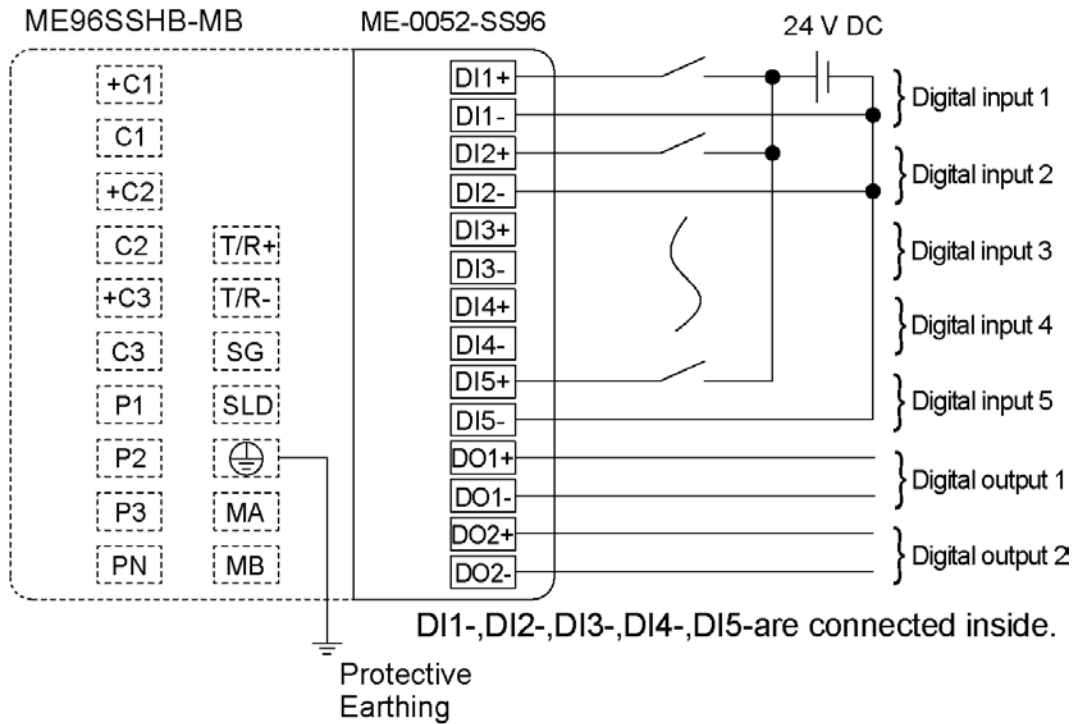 ME96SSHB-MB
ME-0052-SS96
24 V DC
+C1
C1
+C2
C2
+C3
C3
P1
P2
P3
PN
T/R+
T/R-
SG
SLD
MA
MB
DI1+
DI1-
DI2+
DI2-
DI3+
DI3-
DI4+
DI4-
DI5+
DI5-
DO1+
DO1-
DO2+
DO2-
Digital input 1
Digital input 2
Digital input 3
Digital input 4
Digital input 5
Digital output 1
Digital output 2
DI1-,DI2-,DI3-,DI4-,DI5-are connected inside.
Protective
Earthing